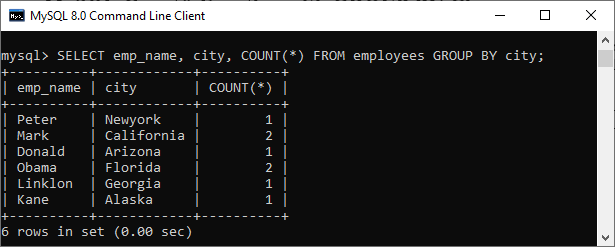 MySQL 8.0 Command Line Client
mysql> SELECT emp_name, city, COUNT(*) FROM employees GROUP BY city;
+----------+------------+----------+
| emp_name | city       | COUNT(*) |
+----------+------------+----------+
| Peter    | Newyork    |        1 |
| Mark     | California |        2 |
| Donald   | Arizona    |        1 |
| Obama    | Florida    |        2 |
| Linklon  | Georgia    |        1 |
| Kane     | Alaska     |        1 |
+----------+------------+----------+
6 rows in set (0.00 sec)